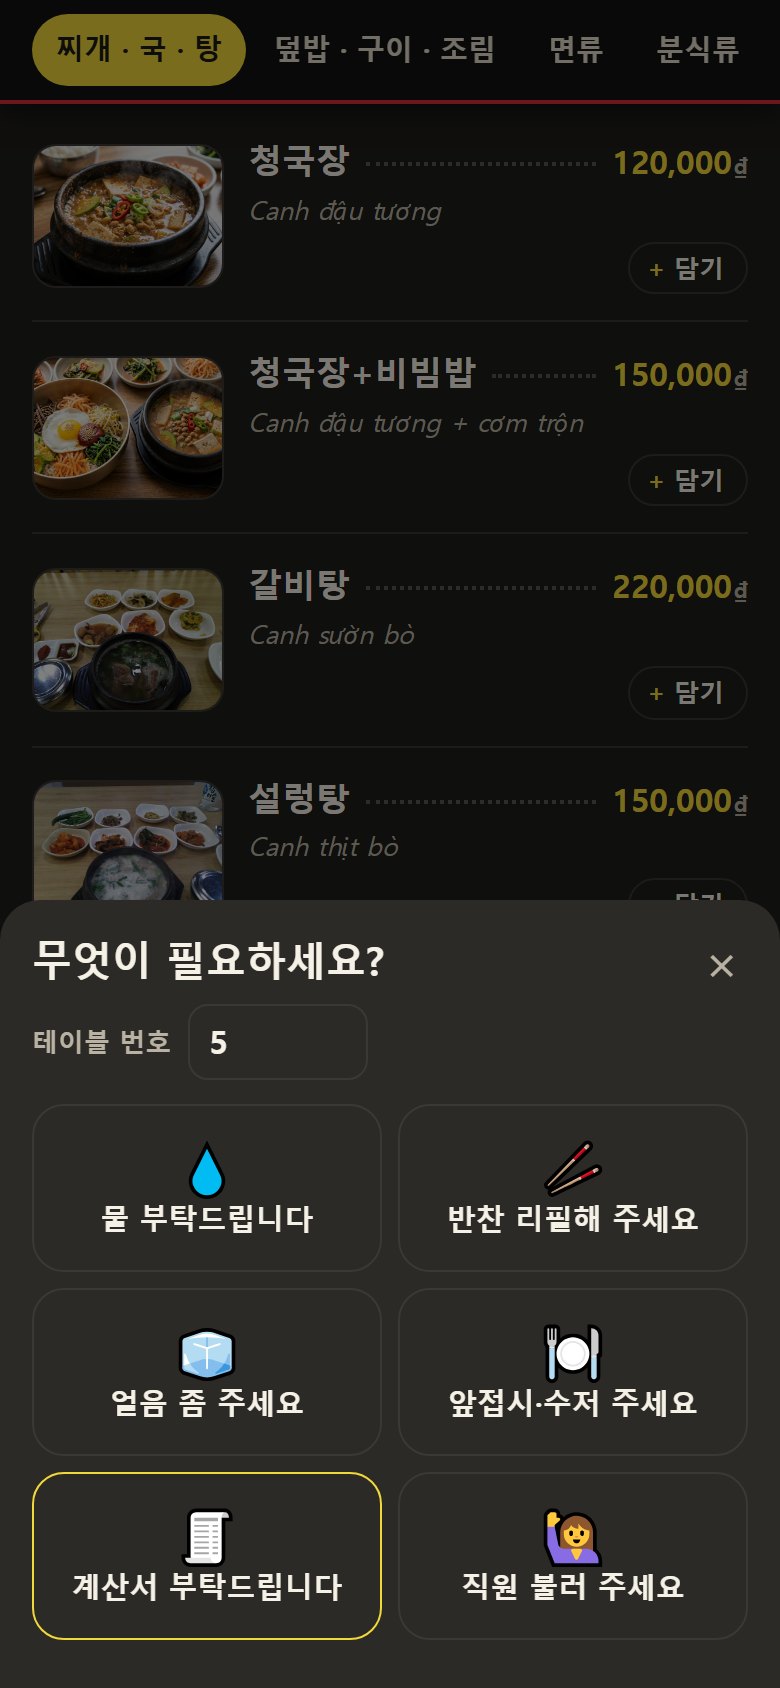 찌개 · 국 · 탕 덮밥 · 구이 · 조림 면류 분식류
청국장 120,000₫
Canh đậu tương
+ 담기
청국장+비빔밥 150,000₫
Canh đậu tương + cơm trộn
+ 담기
갈비탕 220,000₫
Canh sườn bò
+ 담기
설렁탕 150,000₫
Canh thịt bò
무엇이 필요하세요? ×
테이블 번호 5
물 부탁드립니다 반찬 리필해 주세요
얼음 좀 주세요 앞접시·수저 주세요
계산서 부탁드립니다 직원 불러 주세요